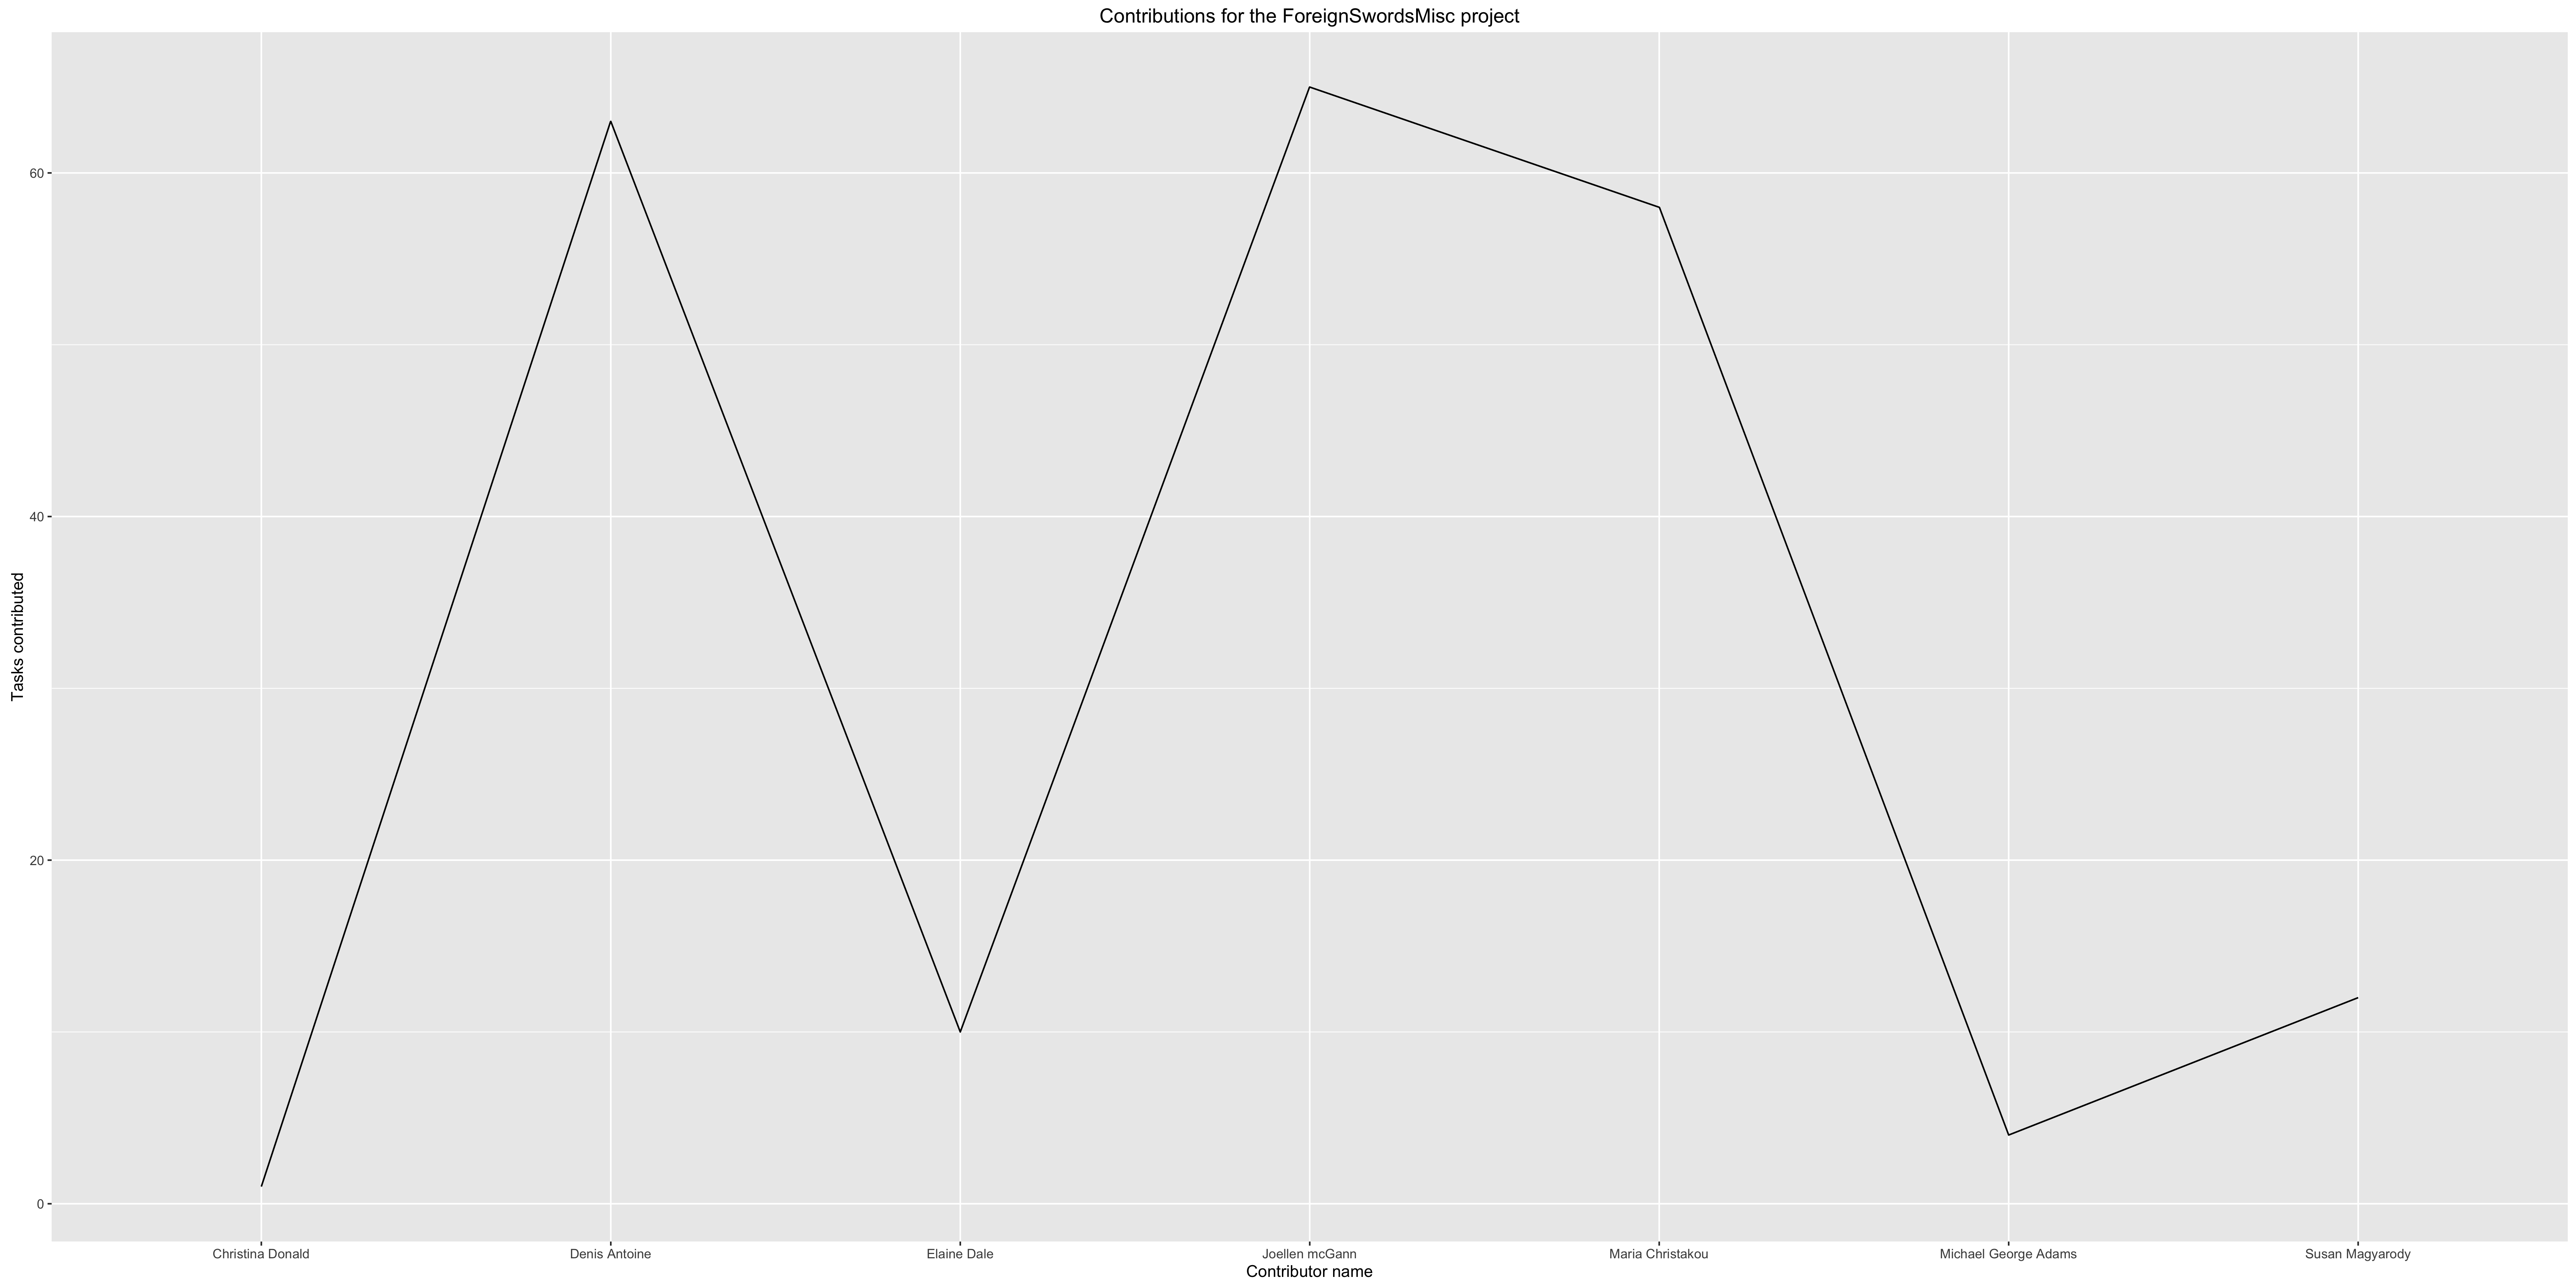 Contributions for the ForeignSwordsMisc project
Tasks contributed
60
40
20
0
Christina Donald
Denis Antoine
Elaine Dale
Joellen mcGann
Maria Christakou
Michael George Adams
Susan Magyarody
Contributor name